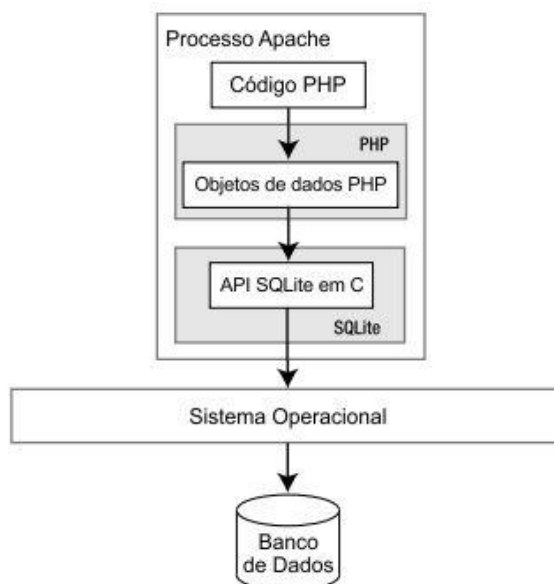 Processo Apache
Código PHP
PHP
Objetos de dados PHP
API SQLite em C
SQLite
Sistema Operacional
Banco
de Dados